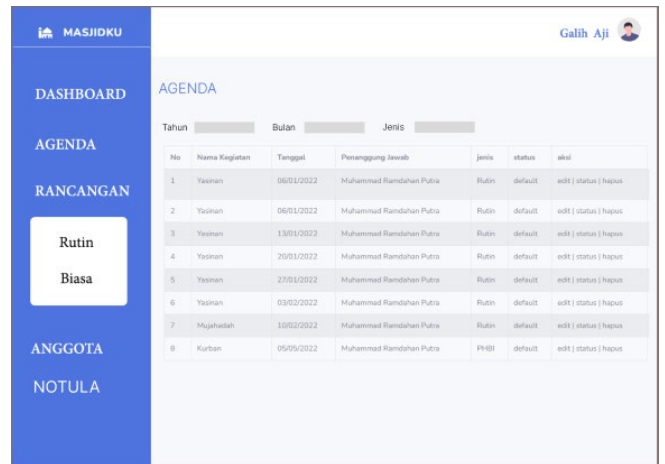 MASJIDKU
Galih Aji
DASHBOARD
AGENDA
RANCANGAN
Rutin
Biasa
ANGGOTA
NOTULA
AGENDA
Tahun Bulan Jenis
No Nama Kegiatan Tanggal Penanggung Jawab jenis status aksi
1 Yasinan 06/01/2022 Muhammad Ramdahan Putra Rutin default edit | status | hapus
2 Yasinan 06/01/2022 Muhammad Ramdahan Putra Rutin default edit | status | hapus
3 Yasinan 13/01/2022 Muhammad Ramdahan Putra Rutin default edit | status | hapus
4 Yasinan 20/01/2022 Muhammad Ramdahan Putra Rutin default edit | status | hapus
5 Yasinan 27/01/2022 Muhammad Ramdahan Putra Rutin default edit | status | hapus
6 Yasinan 03/02/2022 Muhammad Ramdahan Putra Rutin default edit | status | hapus
7 Mujahadah 10/02/2022 Muhammad Ramdahan Putra Rutin default edit | status | hapus
8 Kurban 05/05/2022 Muhammad Ramdahan Putra PHBI default edit | status | hapus